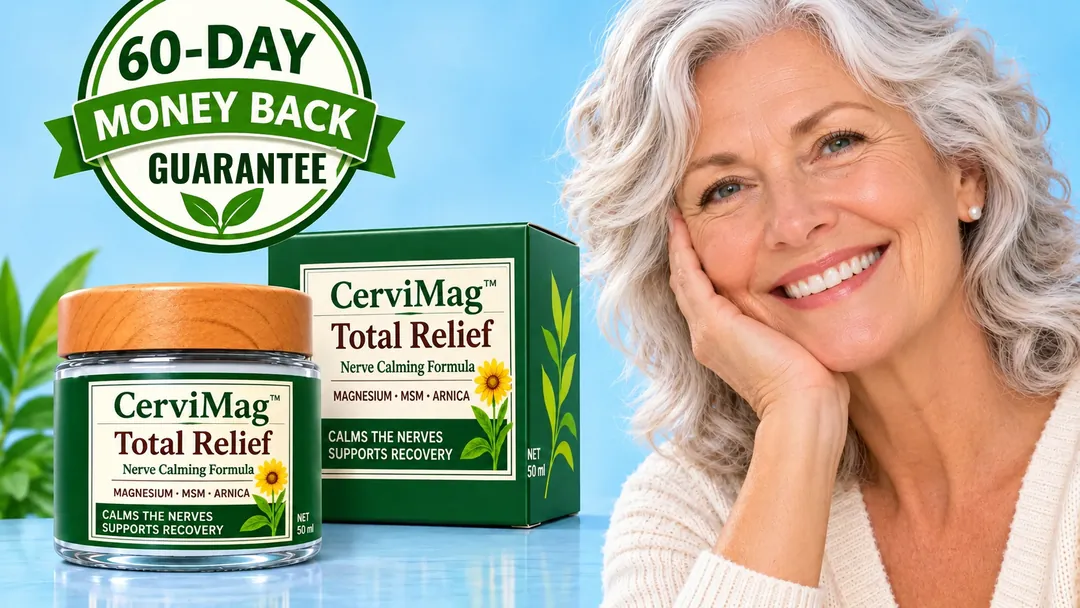 60-DAY
MONEY BACK
GUARANTEE
CerviMag™
Total Relief
Nerve Calming Formula
MAGNESIUM • MSM • ARNICA
CALMS THE NERVES
SUPPORTS RECOVERY
NET
50 ml
CerviMag™
Total Relief
Nerve Calming Formula
MAGNESIUM • MSM • ARNICA
CALMS THE NERVES
SUPPORTS RECOVERY
NET
50 ml